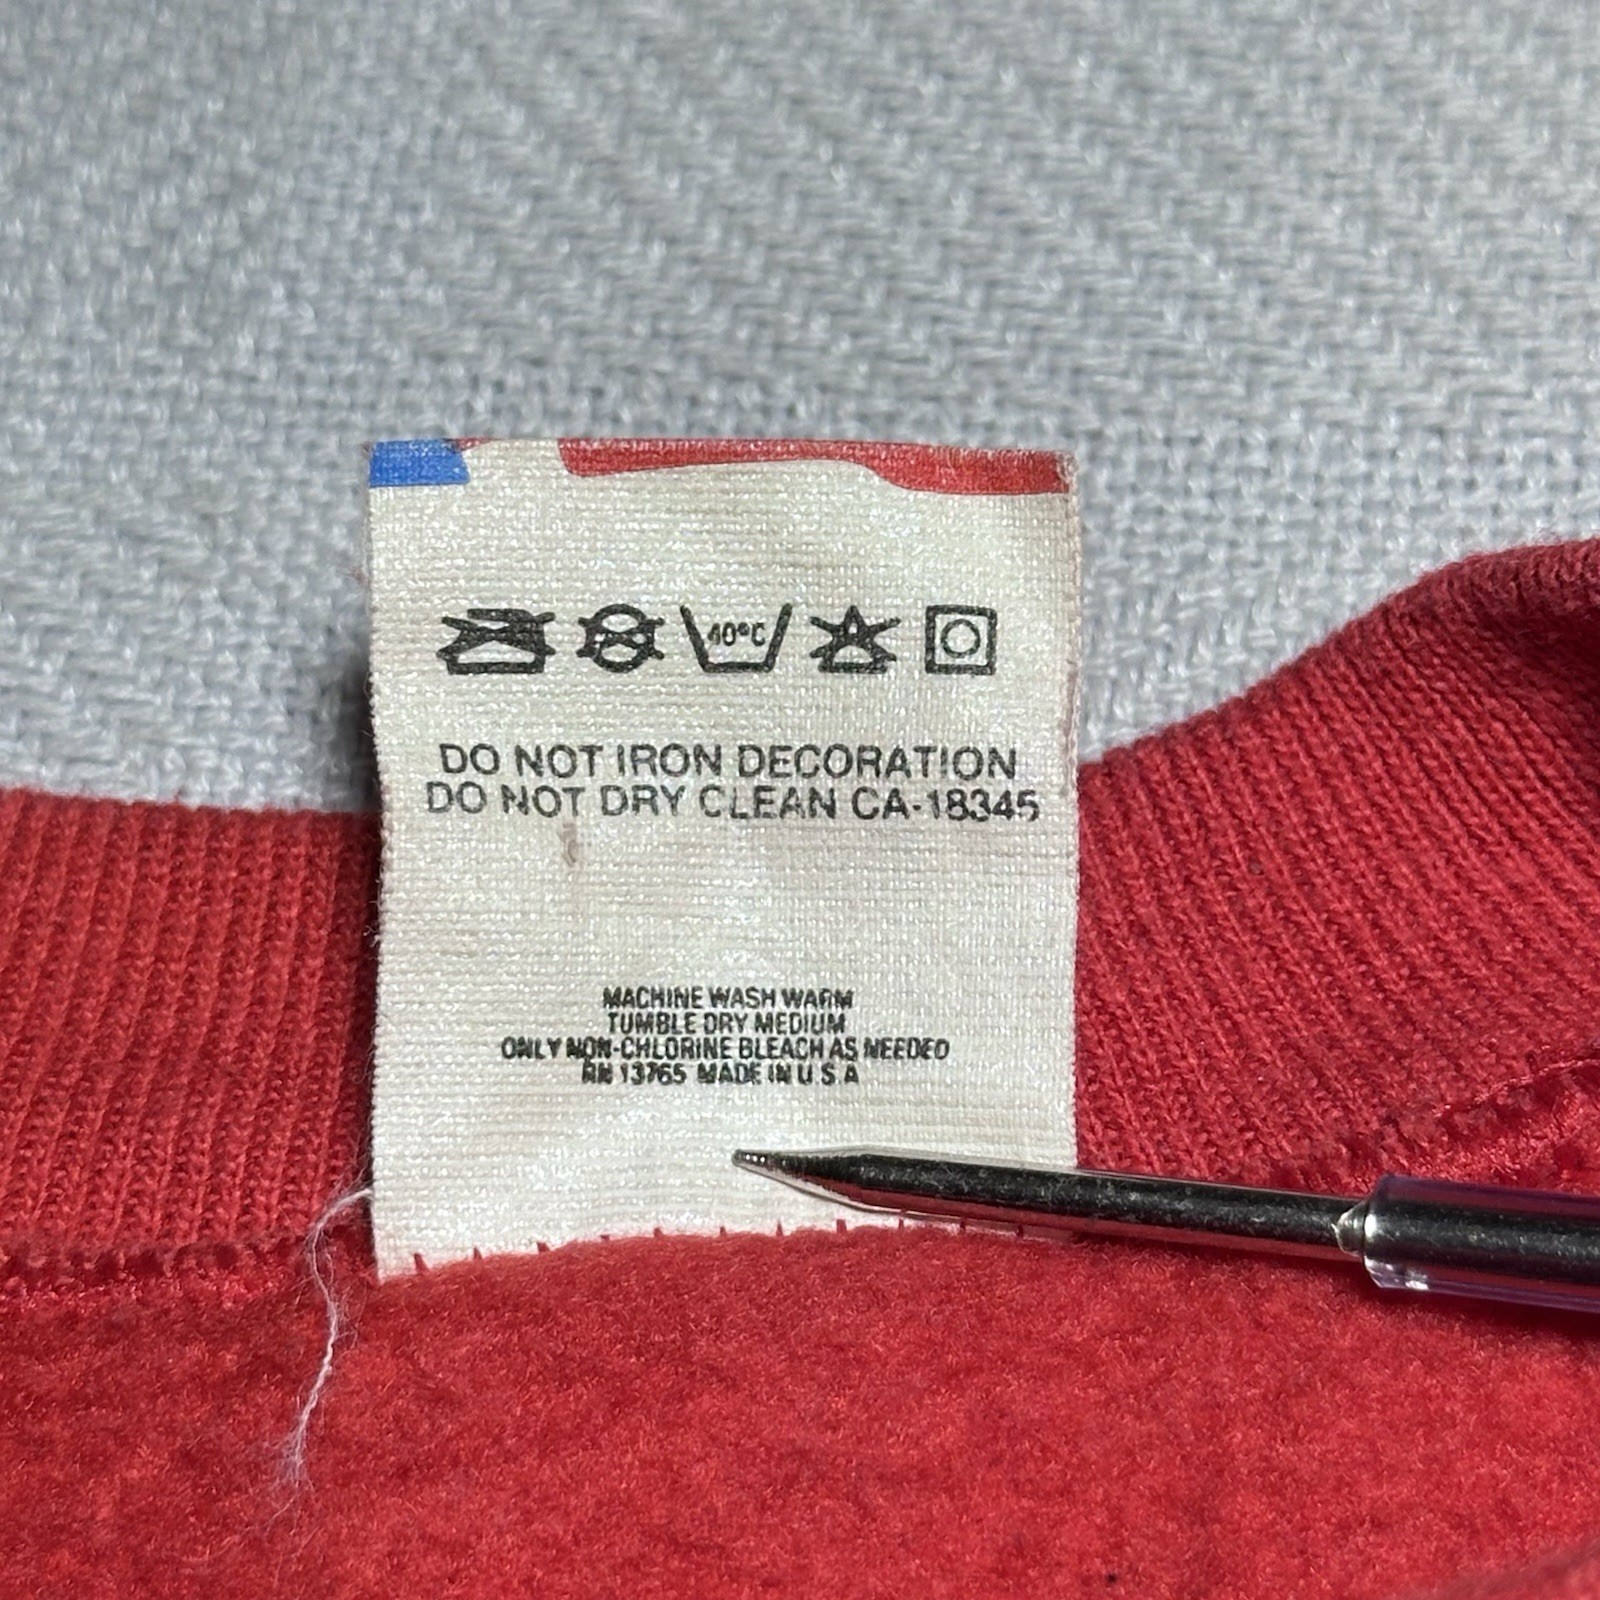 40°C
DO NOT IRON DECORATION
DO NOT DRY CLEAN CA-18345
MACHINE WASH WARM
TUMBLE DRY MEDIUM
ONLY NON-CHLORINE BLEACH AS NEEDED
RN 13765 MADE IN U.S.A